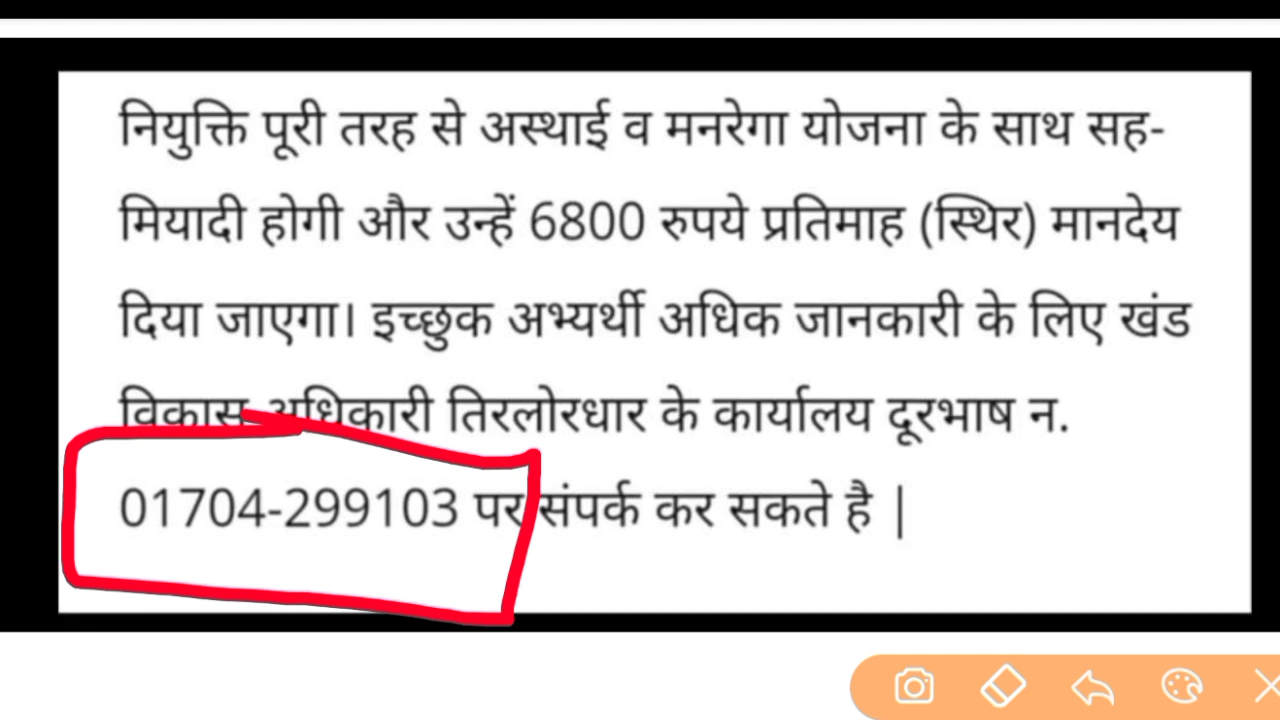 नियुक्ति पूरी तरह से अस्थाई व मनरेगा योजना के साथ सह-
मियादी होगी और उन्हें 6800 रुपये प्रतिमाह (स्थिर) मानदेय
दिया जाएगा। इच्छुक अभ्यर्थी अधिक जानकारी के लिए खंड
विकास अधिकारी तिरलोरधार के कार्यालय दूरभाष न.
01704-299103 पर संपर्क कर सकते है |